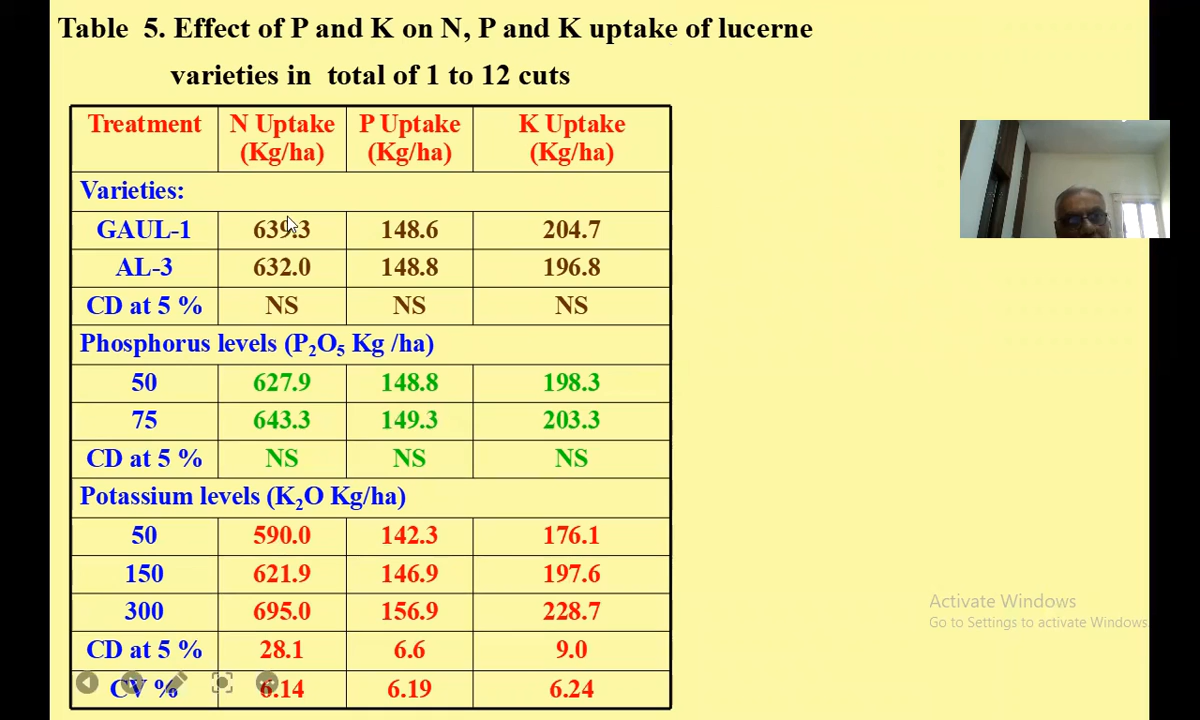 Table 5. Effect of P and K on N, P and K uptake of lucerne
varieties in total of 1 to 12 cuts
Treatment N Uptake (Kg/ha) P Uptake (Kg/ha) K Uptake (Kg/ha)
Varieties:
GAUL-1 639.3 148.6 204.7
AL-3 632.0 148.8 196.8
CD at 5 % NS NS NS
Phosphorus levels (P₂O₅ Kg /ha)
50 627.9 148.8 198.3
75 643.3 149.3 203.3
CD at 5 % NS NS NS
Potassium levels (K₂O Kg/ha)
50 590.0 142.3 176.1
150 621.9 146.9 197.6
300 695.0 156.9 228.7
CD at 5 % 28.1 6.6 9.0
CV % 6.14 6.19 6.24
Activate Windows
Go to Settings to activate Windows.